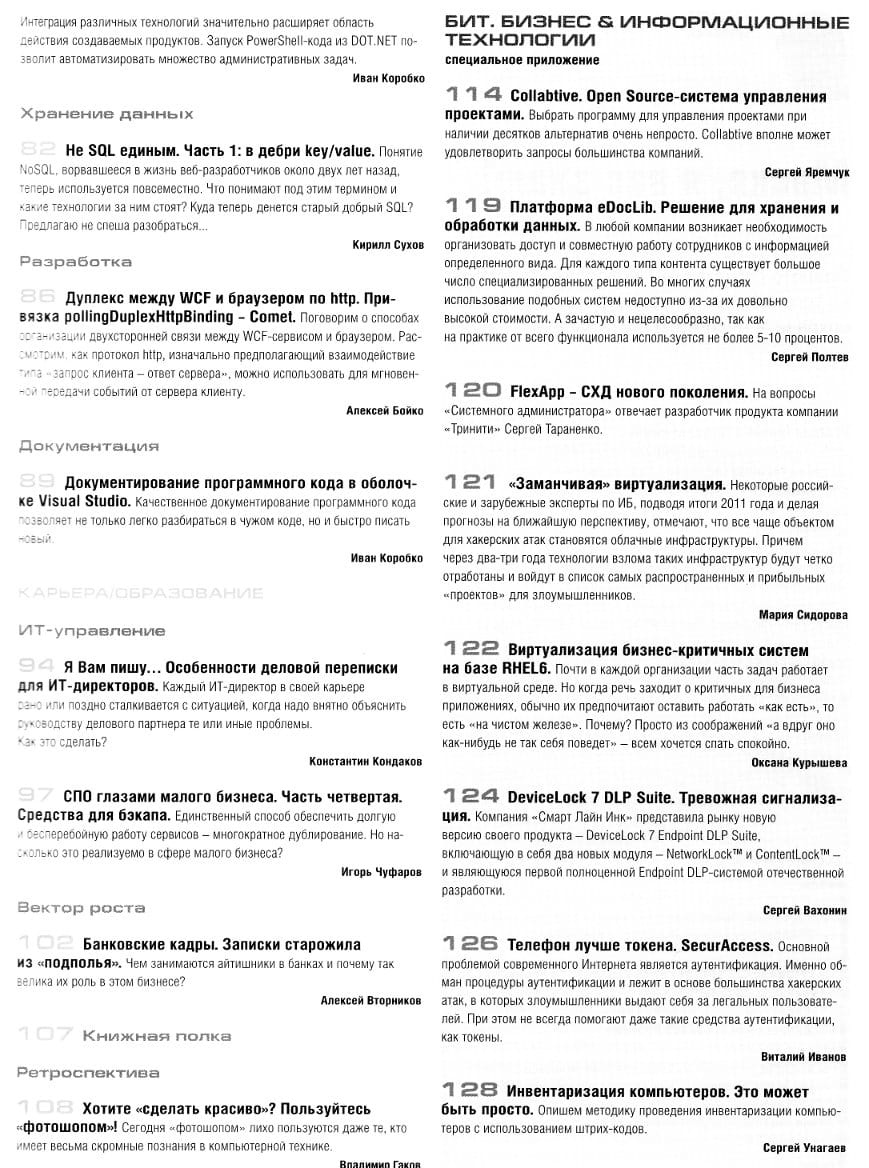 Интеграция различных технологий значительно расширяет область
действия создаваемых продуктов. Запуск PowerShell-кода из DOT.NET по-
зволит автоматизировать множество административных задач.
Иван Коробко
Хранение данных
82 Не SQL единым. Часть 1: в дебри key/value. Понятие
NoSQL, ворвавшееся в жизнь веб-разработчиков около двух лет назад,
теперь используется повсеместно. Что понимают под этим термином и
какие технологии за ним стоят? Куда теперь денется старый добрый SQL?
Предлагаю не спеша разобраться...
Кирилл Сухов
Разработка
86 Дуплекс между WCF и браузером по http. При-
вязка pollingDuplexHttpBinding – Comet. Поговорим о способах
организации двухсторонней связи между WCF-сервисом и браузером. Рас-
смотрим, как протокол http, изначально предполагающий взаимодействие
типа «запрос клиента – ответ сервера», можно использовать для мгновен-
ной передачи событий от сервера клиенту.
Алексей Бойко
Документация
89 Документирование программного кода в оболоч-
ке Visual Studio. Качественное документирование программного кода
позволяет не только легко разбираться в чужом коде, но и быстро писать
новый.
Иван Коробко
КАРЬЕРА/ОБРАЗОВАНИЕ
ИТ-управление
94 Я Вам пишу... Особенности деловой переписки
для ИТ-директоров. Каждый ИТ-директор в своей карьере
рано или поздно сталкивается с ситуацией, когда надо внятно объяснить
руководству делового партнера те или иные проблемы.
Как это сделать?
Константин Кондаков
97 СПО глазами малого бизнеса. Часть четвертая.
Средства для бэкапа. Единственный способ обеспечить долгую
и бесперебойную работу сервисов – многократное дублирование. Но на-
сколько это реализуемо в сфере малого бизнеса?
Игорь Чуфаров
Вектор роста
102 Банковские кадры. Записки старожила
из «подполья». Чем занимаются айтишники в банках и почему так
велика их роль в этом бизнесе?
Алексей Вторников
107 Книжная полка
Ретроспектива
108 Хотите «сделать красиво»? Пользуйтесь
«фотошопом»! Сегодня «фотошопом» лихо пользуются даже те, кто
имеет весьма скромные познания в компьютерной технике.
Владимир Гаков
БИТ. БИЗНЕС & ИНФОРМАЦИОННЫЕ
ТЕХНОЛОГИИ
специальное приложение
114 Collabtive. Open Source-система управления
проектами. Выбрать программу для управления проектами при
наличии десятков альтернатив очень непросто. Collabtive вполне может
удовлетворить запросы большинства компаний.
Сергей Яремчук
119 Платформа eDocLib. Решение для хранения и
обработки данных. В любой компании возникает необходимость
организовать доступ и совместную работу сотрудников с информацией
определенного вида. Для каждого типа контента существует большое
число специализированных решений. Во многих случаях
использование подобных систем недоступно из-за их довольно
высокой стоимости. А зачастую и нецелесообразно, так как
на практике от всего функционала используется не более 5-10 процентов.
Сергей Полтев
120 FlexApp – СХД нового поколения. На вопросы
«Системного администратора» отвечает разработчик продукта компании
«Тринити» Сергей Тараненко.
121 «Заманчивая» виртуализация. Некоторые россий-
ские и зарубежные эксперты по ИБ, подводя итоги 2011 года и делая
прогнозы на ближайшую перспективу, отмечают, что все чаще объектом
для хакерских атак становятся облачные инфраструктуры. Причем
через два-три года технологии взлома таких инфраструктур будут четко
отработаны и войдут в список самых распространенных и прибыльных
«проектов» для злоумышленников.
Мария Сидорова
122 Виртуализация бизнес-критичных систем
на базе RHEL6. Почти в каждой организации часть задач работает
в виртуальной среде. Но когда речь заходит о критичных для бизнеса
приложениях, обычно их предпочитают оставить работать «как есть», то
есть «на чистом железе». Почему? Просто из соображений «а вдруг оно
как-нибудь не так себя поведет» – всем хочется спать спокойно.
Оксана Курышева
124 DeviceLock 7 DLP Suite. Тревожная сигнализа-
ция. Компания «Смарт Лайн Инк» представила рынку новую
версию своего продукта – DeviceLock 7 Endpoint DLP Suite,
включающую в себя два новых модуля – NetworkLock™ и ContentLock™ –
и являющуюся первой полноценной Endpoint DLP-системой отечественной
разработки.
Сергей Вахонин
126 Телефон лучше токена. SecurAccess. Основной
проблемой современного Интернета является аутентификация. Именно об-
ман процедуры аутентификации и лежит в основе большинства хакерских
атак, в которых злоумышленники выдают себя за легальных пользовате-
лей. При этом не всегда помогают даже такие средства аутентификации,
как токены.
Виталий Иванов
128 Инвентаризация компьютеров. Это может
быть просто. Опишем методику проведения инвентаризации компью-
теров с использованием штрих-кодов.
Сергей Унагаев